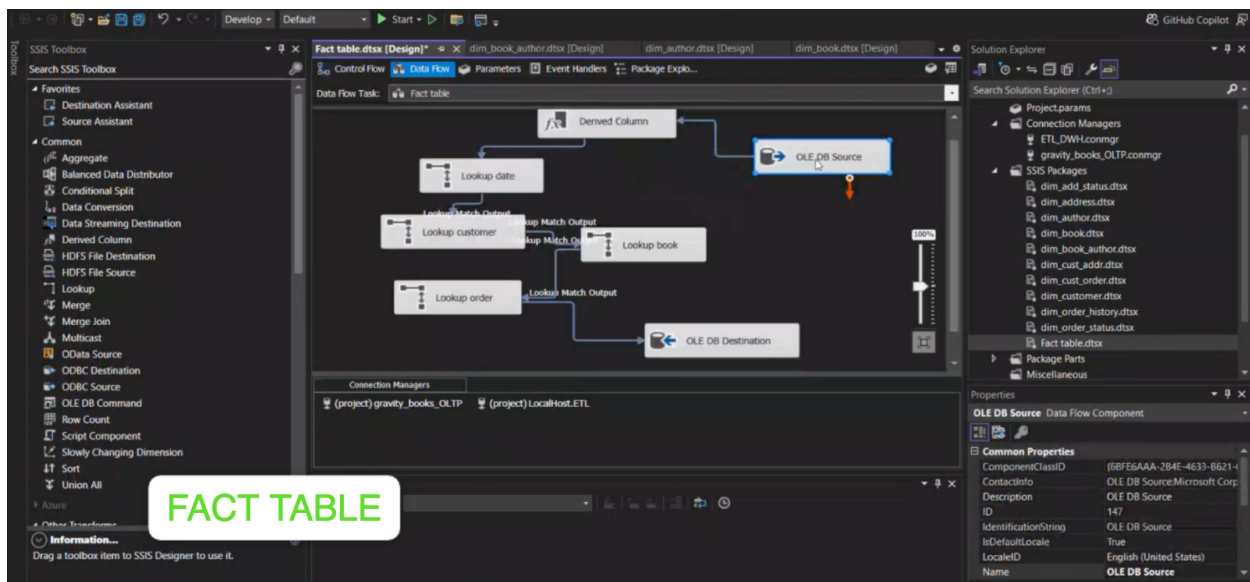 Develop
Default
Start
GitHub Copilot
Toolbox
SSIS Toolbox
Search SSIS Toolbox
Favorites
Destination Assistant
Source Assistant
Common
Aggregate
Balanced Data Distributor
Conditional Split
Data Conversion
Data Streaming Destination
Derived Column
HDFS File Destination
HDFS File Source
Lookup
Merge
Merge Join
Multicast
OData Source
ODBC Destination
ODBC Source
OLE DB Command
Row Count
Script Component
Slowly Changing Dimension
Sort
Union All
Azure
Other Transforms
Information...
Drag a toolbox item to SSIS Designer to use it.
Fact table.dtsx [Design]* dim_book_author.dtsx [Design] dim_author.dtsx [Design] dim_book.dtsx [Design]
Control Flow Data Flow Parameters Event Handlers Package Explo...
Data Flow Task: Fact table
Derived Column
OLE DB Source
Lookup date
Lookup Match Output
Lookup Match Output
Lookup customer
Lookup Match Output
Lookup book
100%
Lookup order
Lookup Match Output
OLE DB Destination
Connection Managers
(project) gravity_books_OLTP (project) LocalHost.ETL
FACT TABLE
Solution Explorer
Search Solution Explorer (Ctrl+;)
Project.params
Connection Managers
ETL_DWH.conmgr
gravity_books_OLTP.conmgr
SSIS Packages
dim_add_status.dtsx
dim_address.dtsx
dim_author.dtsx
dim_book.dtsx
dim_book_author.dtsx
dim_cust_addr.dtsx
dim_cust_order.dtsx
dim_customer.dtsx
dim_order_history.dtsx
dim_order_status.dtsx
Fact table.dtsx
Package Parts
Miscellaneous
Properties
OLE DB Source Data Flow Component
Common Properties
ComponentClassID {6BFE6AAA-2B4E-4633-B621-
ContactInfo OLE DB Source;Microsoft Corp
Description OLE DB Source
ID 147
IdentificationString OLE DB Source
IsDefaultLocale True
LocaleID English (United States)
Name OLE DB Source